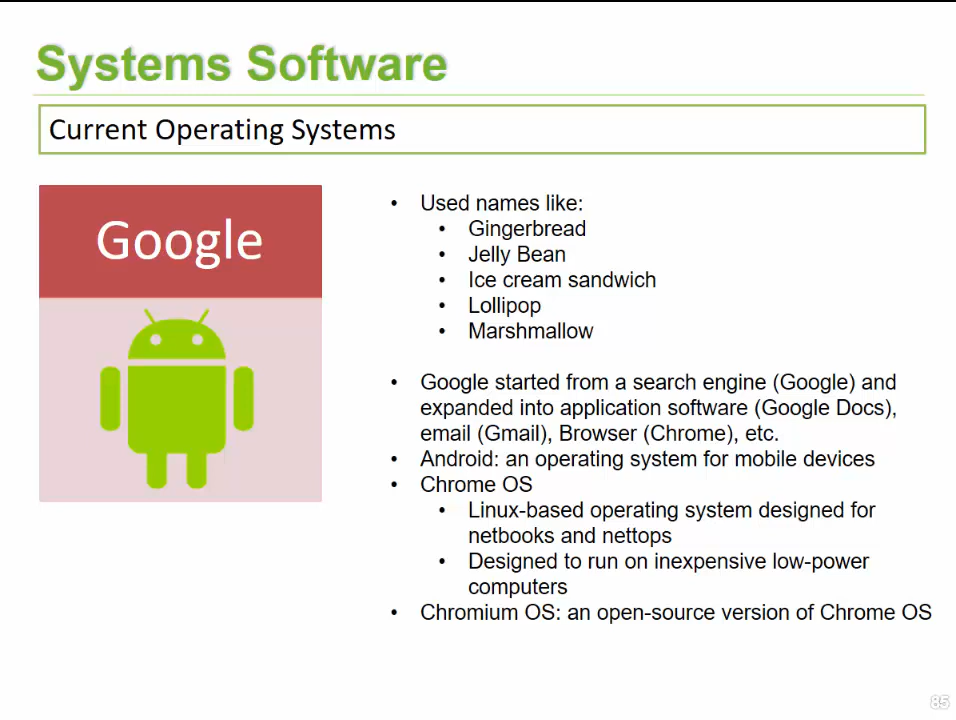 Systems Software
Current Operating Systems
Google
• Used names like:
• Gingerbread
• Jelly Bean
• Ice cream sandwich
• Lollipop
• Marshmallow
• Google started from a search engine (Google) and
expanded into application software (Google Docs),
email (Gmail), Browser (Chrome), etc.
• Android: an operating system for mobile devices
• Chrome OS
• Linux-based operating system designed for
netbooks and nettops
• Designed to run on inexpensive low-power
computers
• Chromium OS: an open-source version of Chrome OS
85